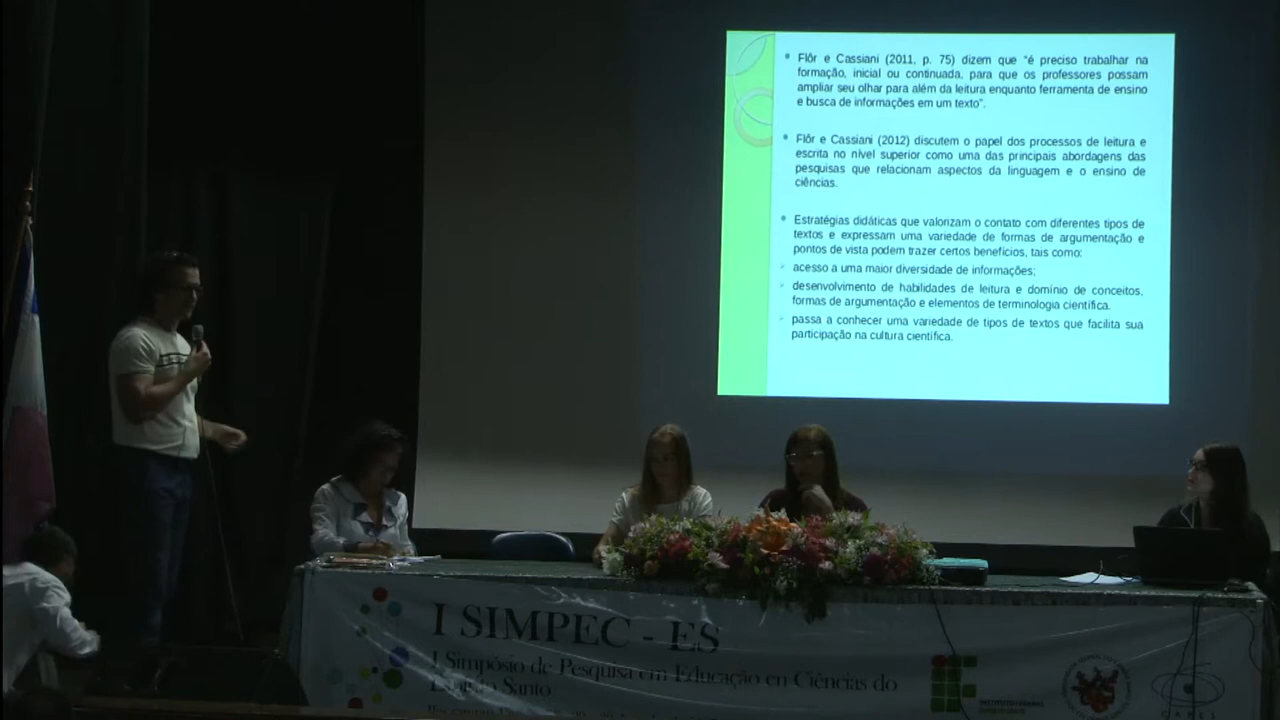 Flôr e Cassiani (2011, p. 75) dizem que “é preciso trabalhar na
formação, inicial ou continuada, para que os professores possam
ampliar seu olhar para além da leitura enquanto ferramenta de ensino
e busca de informações em um texto”.
Flôr e Cassiani (2012) discutem o papel dos processos de leitura e
escrita no nível superior como uma das principais abordagens das
pesquisas que relacionam aspectos da linguagem e o ensino de
ciências.
Estratégias didáticas que valorizam o contato com diferentes tipos de
textos e expressam uma variedade de formas de argumentação e
pontos de vista podem trazer certos benefícios, tais como:
acesso a uma maior diversidade de informações;
desenvolvimento de habilidades de leitura e domínio de conceitos,
formas de argumentação e elementos de terminologia científica.
passa a conhecer uma variedade de tipos de textos que facilita sua
participação na cultura científica.
I SIMPEC - ES
I Simpósio de Pesquisa em Educação en Ciências do
Santo
INSTITUTO FEDERAL